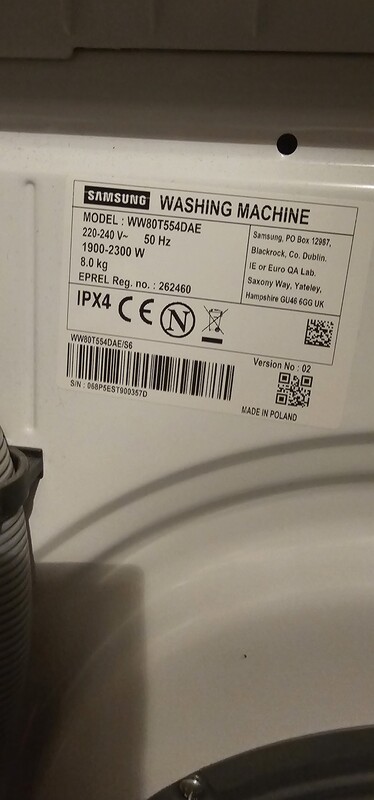 SAMSUNG WASHING MACHINE
MODEL : WW80T554DAE
220-240 V~ 50 Hz
1900-2300 W
8.0 kg
EPREL Reg. no. : 262460
Samsung, PO Box 12987,
Blackrock, Co. Dublin.
IE or Euro QA Lab.
Saxony Way, Yateley,
Hampshire GU46 6GG UK
IPX4 CE N
WW80T554DAE/S6
Version No : 02
S/N : 058P5EST900357D
MADE IN POLAND